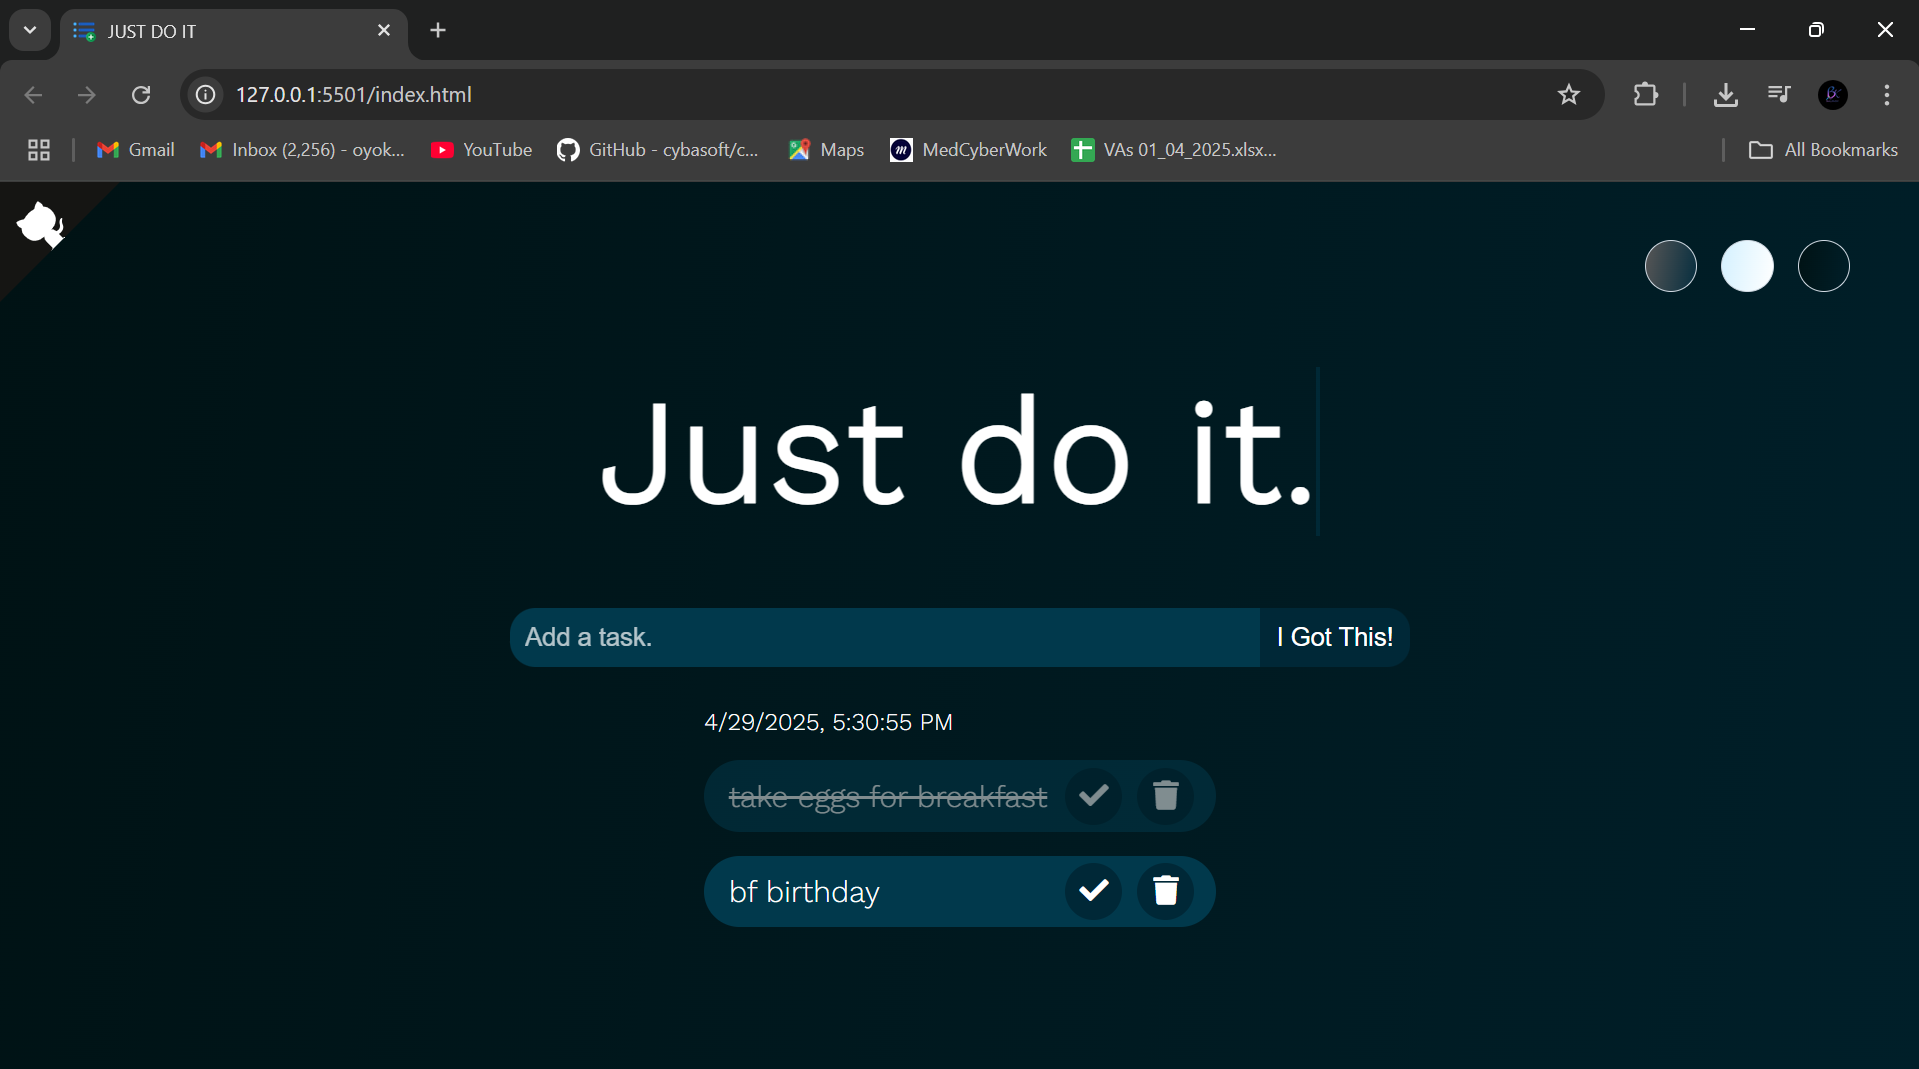 JUST DO IT
127.0.0.1:5501/index.html
Gmail
Inbox (2,256) - oyok...
YouTube
GitHub - cybasoft/c...
Maps
m
MedCyberWork
VAs 01_04_2025.xlsx...
All Bookmarks
Just do it.
Add a task.
I Got This!
4/29/2025, 5:30:55 PM
take eggs for breakfast
bf birthday